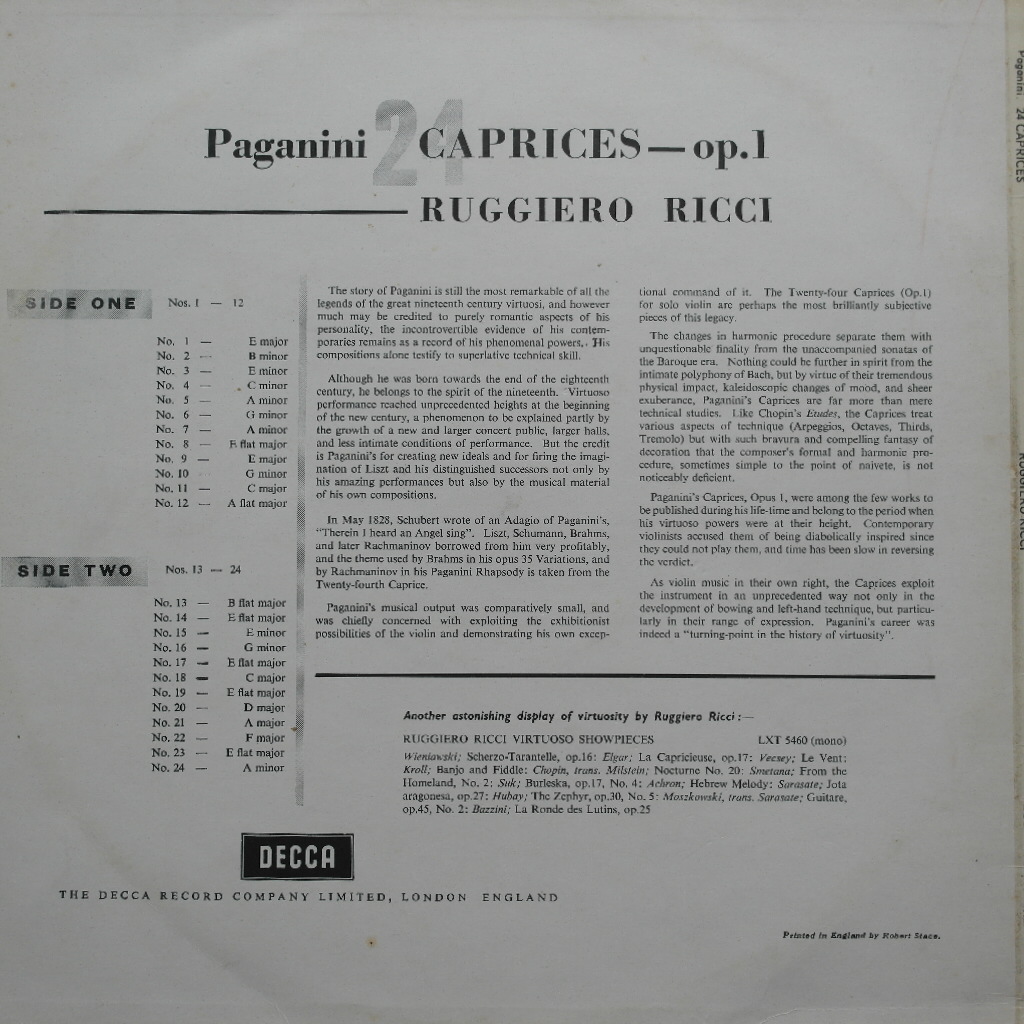 Paganini 24 CAPRICES — op.1
RUGGIERO RICCI
SIDE ONE Nos. 1 — 12
No. 1 — E major
No. 2 — B minor
No. 3 — E minor
No. 4 — C minor
No. 5 — A minor
No. 6 — G minor
No. 7 — A minor
No. 8 — E flat major
No. 9 — E major
No. 10 — G minor
No. 11 — C major
No. 12 — A flat major
SIDE TWO Nos. 13 — 24
No. 13 — B flat major
No. 14 — E flat major
No. 15 — E minor
No. 16 — G minor
No. 17 — E flat major
No. 18 — C major
No. 19 — E flat major
No. 20 — D major
No. 21 — A major
No. 22 — F major
No. 23 — E flat major
No. 24 — A minor
The story of Paganini is still the most remarkable of all the
legends of the great nineteenth century virtuosi, and however
much may be credited to purely romantic aspects of his
personality, the incontrovertible evidence of his contem-
poraries remains as a record of his phenomenal powers. His
compositions alone testify to superlative technical skill.
Although he was born towards the end of the eighteenth
century, he belongs to the spirit of the nineteenth. Virtuoso
performance reached unprecedented heights at the beginning
of the new century, a phenomenon to be explained partly by
the growth of a new and larger concert public, larger halls,
and less intimate conditions of performance. But the credit
is Paganini's for creating new ideals and for firing the imagi-
nation of Liszt and his distinguished successors not only by
his amazing performances but also by the musical material
of his own compositions.
In May 1828, Schubert wrote of an Adagio of Paganini's,
"Therein I heard an Angel sing". Liszt, Schumann, Brahms,
and later Rachmaninov borrowed from him very profitably,
and the theme used by Brahms in his opus 35 Variations, and
by Rachmaninov in his Paganini Rhapsody is taken from the
Twenty-fourth Caprice.
Paganini's musical output was comparatively small, and
was chiefly concerned with exploiting the exhibitionist
possibilities of the violin and demonstrating his own excep-
tional command of it. The Twenty-four Caprices (Op.1)
for solo violin are perhaps the most brilliantly subjective
pieces of this legacy.
The changes in harmonic procedure separate them with
unquestionable finality from the unaccompanied sonatas of
the Baroque era. Nothing could be further in spirit from the
intimate polyphony of Bach, but by virtue of their tremendous
physical impact, kaleidoscopic changes of mood, and sheer
exuberance, Paganini's Caprices are far more than mere
technical studies. Like Chopin's Etudes, the Caprices treat
various aspects of technique (Arpeggios, Octaves, Thirds,
Tremolo) but with such bravura and compelling fantasy of
decoration that the composer's formal and harmonic pro-
cedure, sometimes simple to the point of naivete, is not
noticeably deficient.
Paganini's Caprices, Opus 1, were among the few works to
be published during his life-time and belong to the period when
his virtuoso powers were at their height. Contemporary
violinists accused them of being diabolically inspired since
they could not play them, and time has been slow in reversing
the verdict.
As violin music in their own right, the Caprices exploit
the instrument in an unprecedented way not only in the
development of bowing and left-hand technique, but particu-
larly in their range of expression. Paganini's career was
indeed a "turning-point in the history of virtuosity".
Another astonishing display of virtuosity by Ruggiero Ricci :—
RUGGIERO RICCI VIRTUOSO SHOWPIECES LXT 5460 (mono)
Wieniawski; Scherzo-Tarantelle, op.16: Elgar; La Capricieuse, op.17: Vecsey; Le Vent:
Kroll; Banjo and Fiddle: Chopin, trans. Milstein; Nocturne No. 20: Smetana; From the
Homeland, No. 2: Suk; Burleska, op.17, No. 4: Achron; Hebrew Melody: Sarasate; Jota
aragonesa, op.27: Hubay; The Zephyr, op.30, No. 5: Moszkowski, trans. Sarasate; Guitare,
op.45, No. 2: Bazzini; La Ronde des Lutins, op.25
DECCA
THE DECCA RECORD COMPANY LIMITED, LONDON ENGLAND
Printed in England by Robert Stace.
Paganini 24 CAPRICES
RUGGIERO RICCI